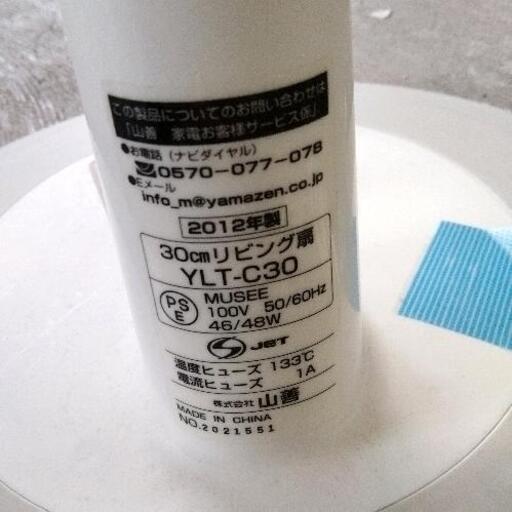 この製品についてのお問い合わせは
「山善 家電お客様サービス係」
●お電話（ナビダイヤル）
0570-077-078
●Eメール
info_m@yamazen.co.jp
2012年製
30cmリビング扇
YLT-C30
PSE
MUSEE
100V 50/60Hz
46/48W
JET
温度ヒューズ 133℃
電流ヒューズ 1A
株式会社 山善
MADE IN CHINA
NO.2021551